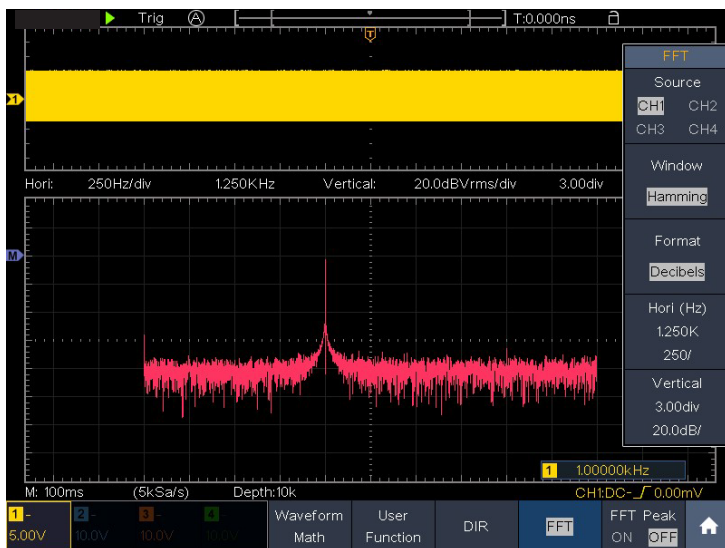 Trig A T:0.000ns
T
FFT
Source
CH1 CH2
CH3 CH4
1
Window
Hori: 250Hz/div 1.250KHz Vertical: 20.0dBVrms/div 3.00div
Hamming
Format
M
Decibels
Hori (Hz)
1.250K
250/
Vertical
3.00div
20.0dB/
1 1.00000kHz
M: 100ms (5kSa/s) Depth:10k CH1:DC- 0.00mV
1 - 2 - 3 - 4 -
5.00V 10.0V 10.0V 10.0V
Waveform Math
User Function
DIR
FFT
FFT Peak
ON OFF